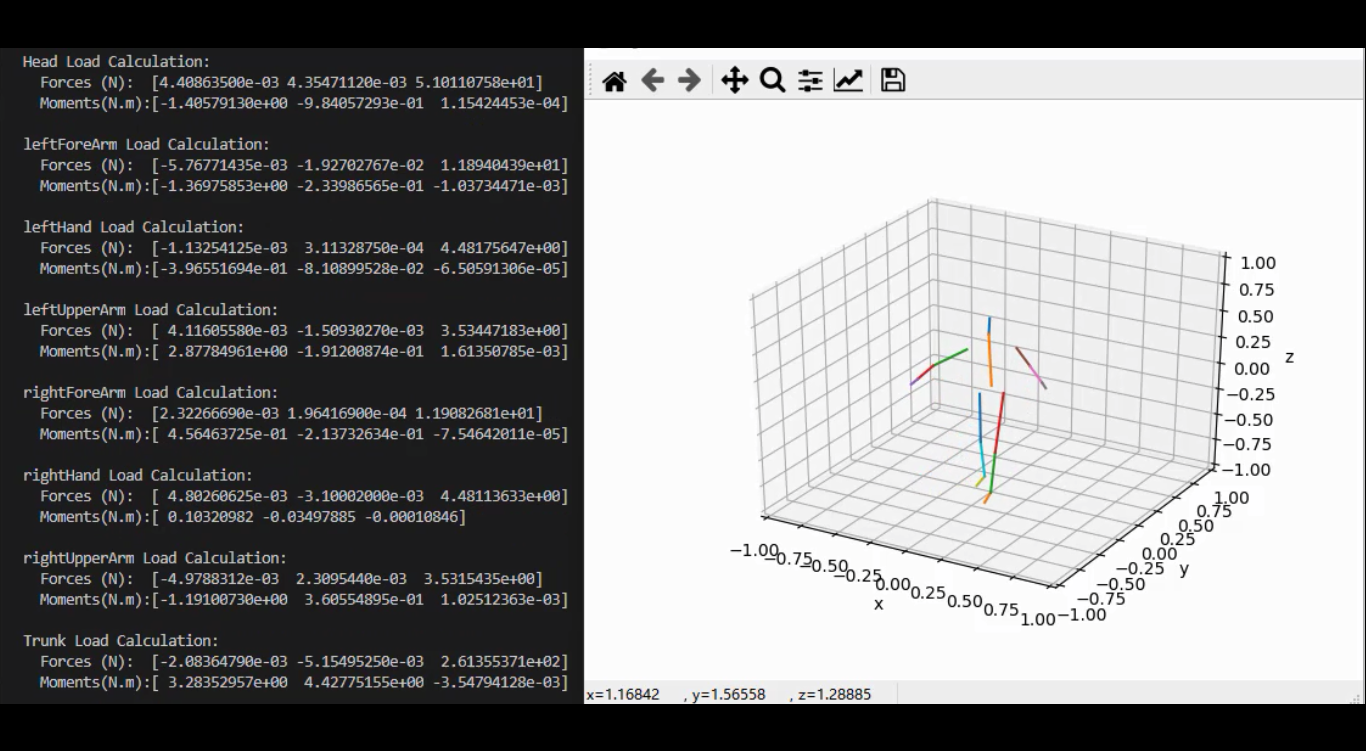 Head Load Calculation:
Forces (N): [4.40863500e-03 4.35471120e-03 5.10110758e+01]
Moments(N.m):[-1.40579130e+00 -9.84057293e-01 1.15424453e-04]
leftForeArm Load Calculation:
Forces (N): [-5.76771435e-03 -1.92702767e-02 1.18940439e+01]
Moments(N.m):[-1.36975853e+00 -2.33986565e-01 -1.03734471e-03]
leftHand Load Calculation:
Forces (N): [-1.13254125e-03 3.11328750e-04 4.48175647e+00]
Moments(N.m):[-3.96551694e-01 -8.10899528e-02 -6.50591306e-05]
leftUpperArm Load Calculation:
Forces (N): [ 4.11605580e-03 -1.50930270e-03 3.53447183e+00]
Moments(N.m):[ 2.87784961e+00 -1.91200874e-01 1.61350785e-03]
rightForeArm Load Calculation:
Forces (N): [2.32266690e-03 1.96416900e-04 1.19082681e+01]
Moments(N.m):[ 4.56463725e-01 -2.13732634e-01 -7.54642011e-05]
rightHand Load Calculation:
Forces (N): [ 4.80260625e-03 -3.10002000e-03 4.48113633e+00]
Moments(N.m):[ 0.10320982 -0.03497885 -0.00010846]
rightUpperArm Load Calculation:
Forces (N): [-4.9788312e-03 2.3095440e-03 3.5315435e+00]
Moments(N.m):[-1.19100730e+00 3.60554895e-01 1.02512363e-03]
Trunk Load Calculation:
Forces (N): [-2.08364790e-03 -5.15495250e-03 2.61355371e+02]
Moments(N.m):[ 3.28352957e+00 4.42775155e+00 -3.54794128e-03]
1.00
0.75
0.50
0.25
0.00
−0.25
−0.50
−0.75
−1.00
z
1.00
0.75
0.50
0.25
0.00
−0.25
−0.50
−0.75
−1.00
y
−1.00
−0.75
−0.50
−0.25
0.00
0.25
0.50
0.75
1.00
x
x=1.16842 , y=1.56558 , z=1.28885